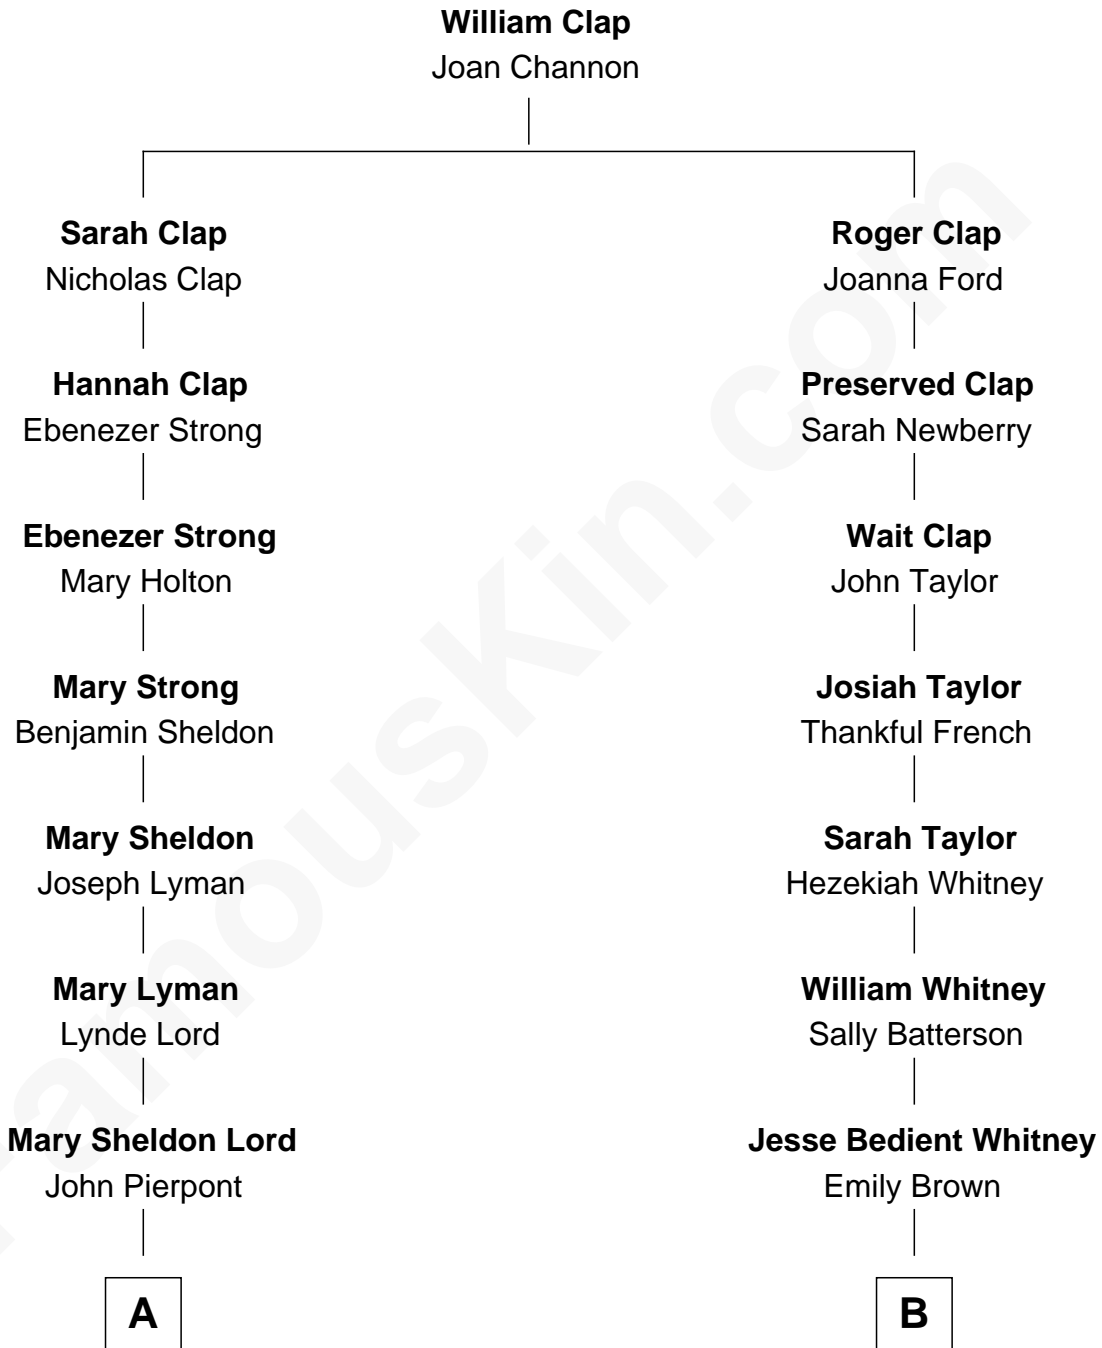 William Clap
Joan Channon
Sarah Clap
Nicholas Clap
Roger Clap
Joanna Ford
Hannah Clap
Ebenezer Strong
Preserved Clap
Sarah Newberry
Ebenezer Strong
Mary Holton
Wait Clap
John Taylor
Mary Strong
Benjamin Sheldon
Josiah Taylor
Thankful French
Mary Sheldon
Joseph Lyman
Sarah Taylor
Hezekiah Whitney
Mary Lyman
Lynde Lord
William Whitney
Sally Batterson
Mary Sheldon Lord
John Pierpont
Jesse Bedient Whitney
Emily Brown
A
B
FamousKin.com